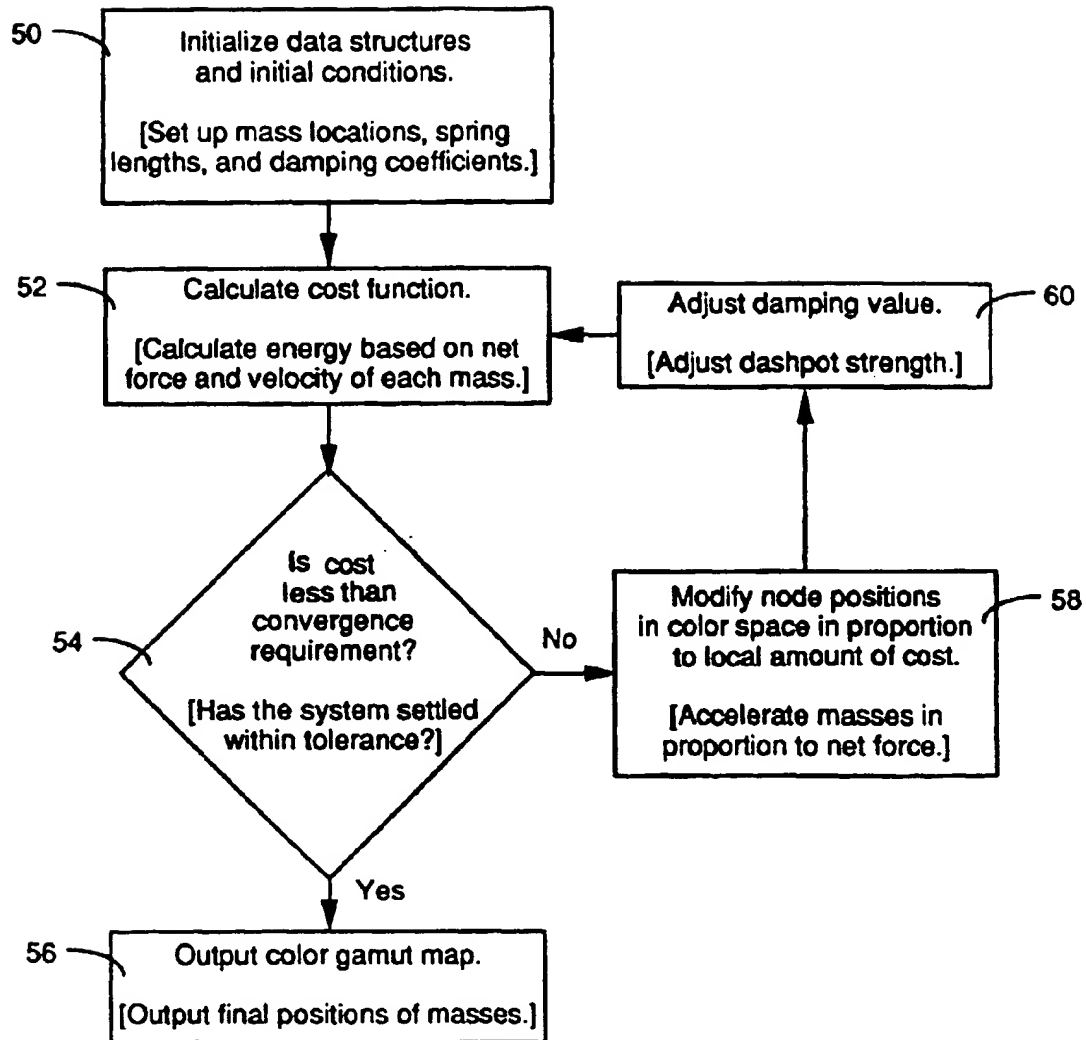 50
Initialize data structures
and initial conditions.
[Set up mass locations, spring
lengths, and damping coefficients.]
52
Calculate cost function.
[Calculate energy based on net
force and velocity of each mass.]
60
Adjust damping value.
[Adjust dashpot strength.]
54
Is cost
less than
convergence
requirement?
[Has the system settled
within tolerance?]
No
58
Modify node positions
in color space in proportion
to local amount of cost.
[Accelerate masses in
proportion to net force.]
Yes
56
Output color gamut map.
[Output final positions of masses.]